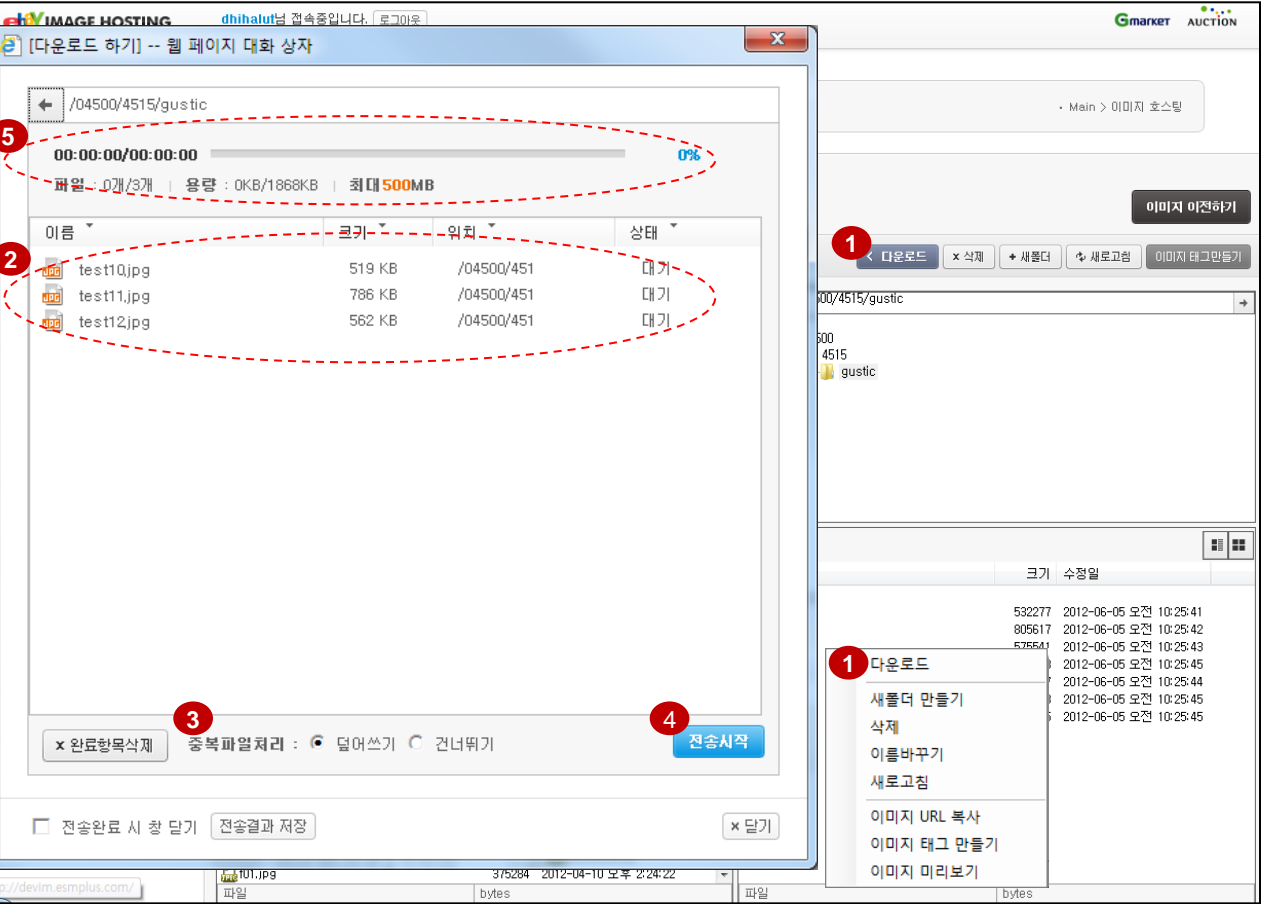 ebaY IMAGE HOSTING dhihalut님 접속중입니다. 로그아웃
Gmarket AUCTION
[다운로드 하기] -- 웹 페이지 대화 상자
x
/04500/4515/gustic
5
00:00:00/00:00:00 0%
파일 : 0개/3개 | 용량 : 0KB/1868KB | 최대 500MB
이름 크기 위치 상태
2
test10.jpg 519 KB /04500/451 대기
test11.jpg 786 KB /04500/451 대기
test12.jpg 562 KB /04500/451 대기
3
4
x 완료항목삭제 중복파일처리 : 덮어쓰기 건너뛰기 전송시작
전송완료 시 창 닫기 전송결과 저장 x 닫기
· Main > 이미지 호스팅
이미지 이전하기
1
< 다운로드 x 삭제 + 새폴더 새로고침 이미지 태그만들기
00/4515/gustic
500
4515
gustic
크기 수정일
532277 2012-06-05 오전 10:25:41
805617 2012-06-05 오전 10:25:42
575541 2012-06-05 오전 10:25:43
2012-06-05 오전 10:25:45
2012-06-05 오전 10:25:44
2012-06-05 오전 10:25:45
2012-06-05 오전 10:25:45
1
다운로드
새폴더 만들기
삭제
이름바꾸기
새로고침
이미지 URL 복사
이미지 태그 만들기
이미지 미리보기
f01.jpg 375284 2012-04-10 오후 2:24:22
p://devim.esmplus.com/
파일 bytes 파일 bytes